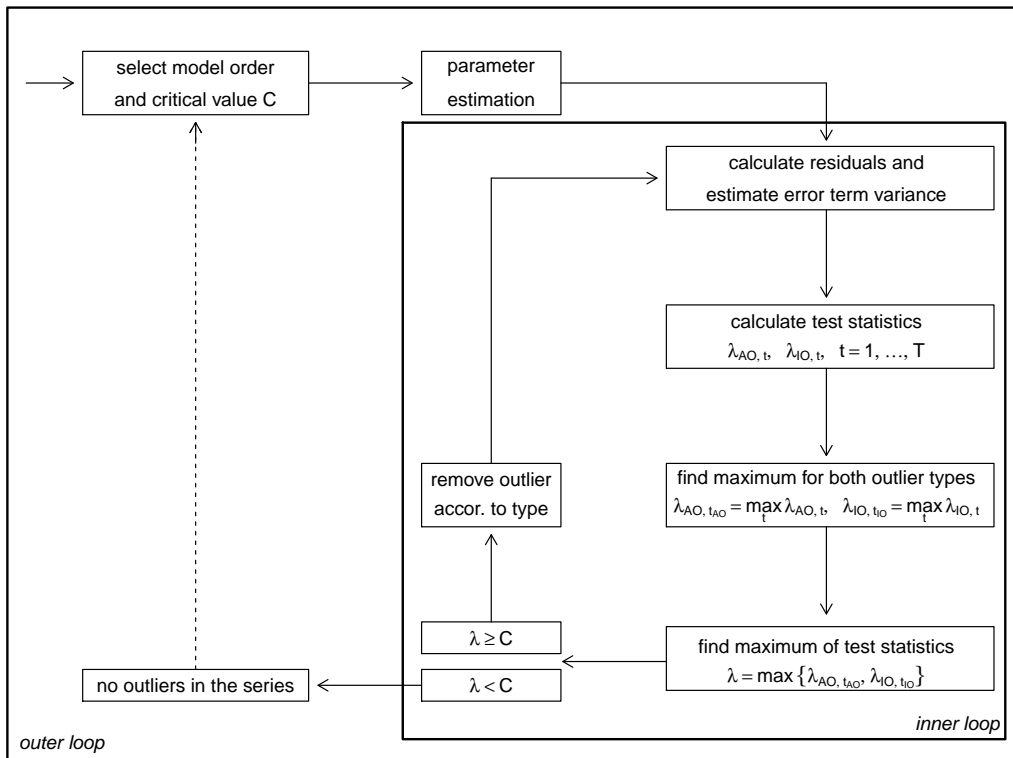 select model order
and critical value C
parameter
estimation
calculate residuals and
estimate error term variance
calculate test statistics
λAO, t, λIO, t, t = 1, …, T
find maximum for both outlier types
λAO, tAO = max t λAO, t, λIO, tIO = max t λIO, t
remove outlier
accor. to type
λ ≥ C
find maximum of test statistics
λ = max {λAO, tAO, λIO, tIO}
λ < C
no outliers in the series
inner loop
outer loop